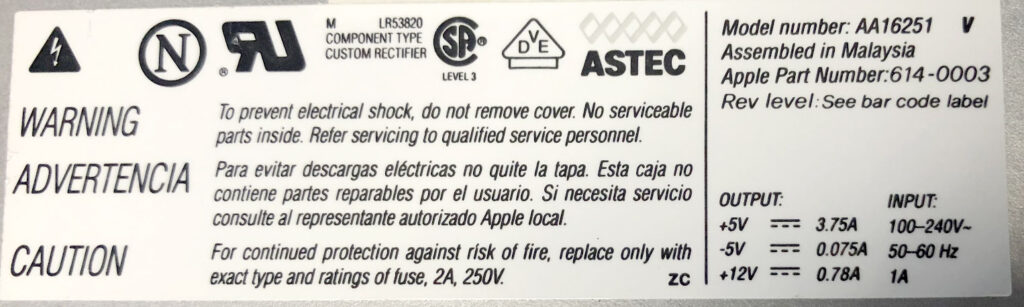 N
RU
®
M LR53820
COMPONENT TYPE
CUSTOM RECTIFIER
SA®
LEVEL 3
DVE
ASTEC
WARNING
To prevent electrical shock, do not remove cover. No serviceable
parts inside. Refer servicing to qualified service personnel.
ADVERTENCIA
Para evitar descargas eléctricas no quite la tapa. Esta caja no
contiene partes reparables por el usuario. Si necesita servicio
consulte al representante autorizado Apple local.
CAUTION
For continued protection against risk of fire, replace only with
exact type and ratings of fuse, 2A, 250V.
ZC
Model number: AA16251 V
Assembled in Malaysia
Apple Part Number:614-0003
Rev level: See bar code label
OUTPUT: INPUT:
+5V ⎓ 3.75A 100-240V~
-5V ⎓ 0.075A 50-60 Hz
+12V ⎓ 0.78A 1A